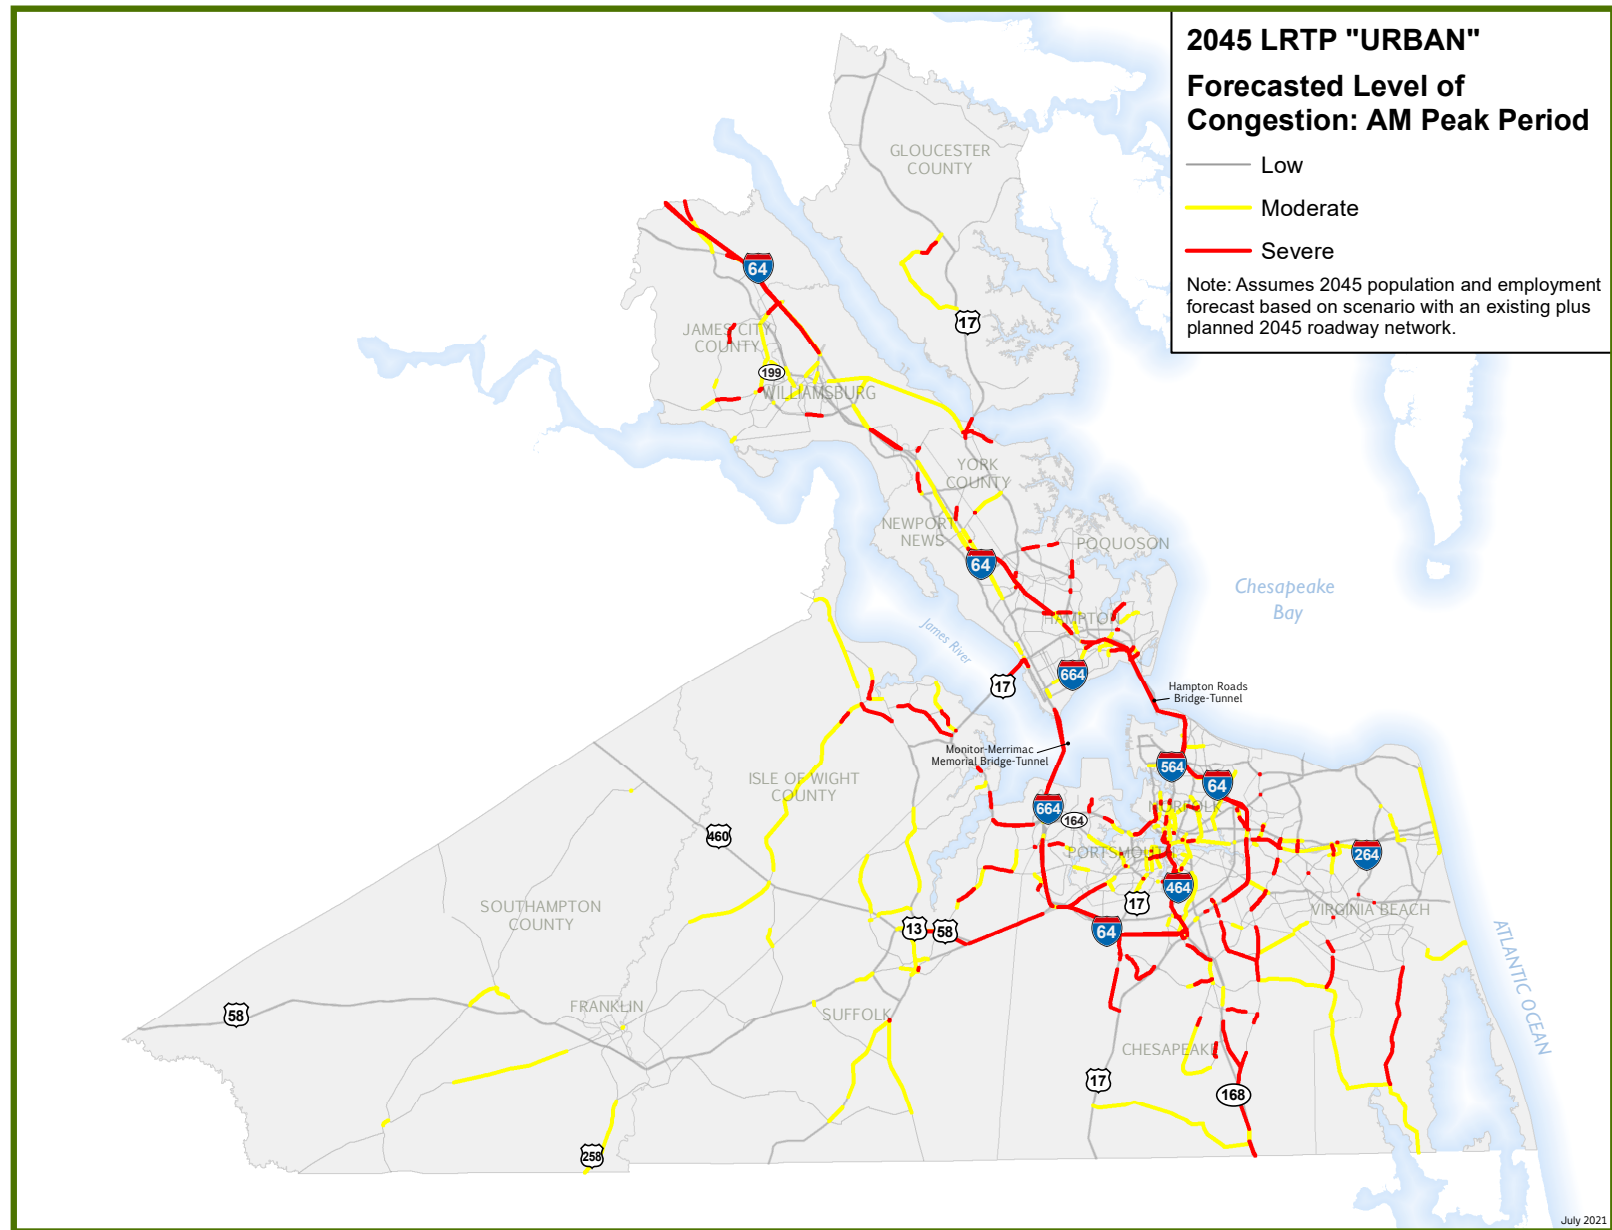 2045 LRTP "URBAN"
Forecasted Level of
Congestion: AM Peak Period
Low
Moderate
Severe
Note: Assumes 2045 population and employment
forecast based on scenario with an existing plus
planned 2045 roadway network.
GLOUCESTER
COUNTY
64
17
JAMES CITY
COUNTY
199
WILLIAMSBURG
YORK
COUNTY
NEWPORT
NEWS
POQUOSON
64
Chesapeake
Bay
HAMPTON
James River
664
17
Hampton Roads
Bridge-Tunnel
Monitor-Merrimac
Memorial Bridge-Tunnel
564
64
ISLE OF WIGHT
COUNTY
664
164
NORFOLK
460
PORTSMOUTH
264
464
17
SOUTHAMPTON
COUNTY
VIRGINIA BEACH
13
58
64
ATLANTIC OCEAN
58
FRANKLIN
SUFFOLK
CHESAPEAKE
17
168
258
July 2021